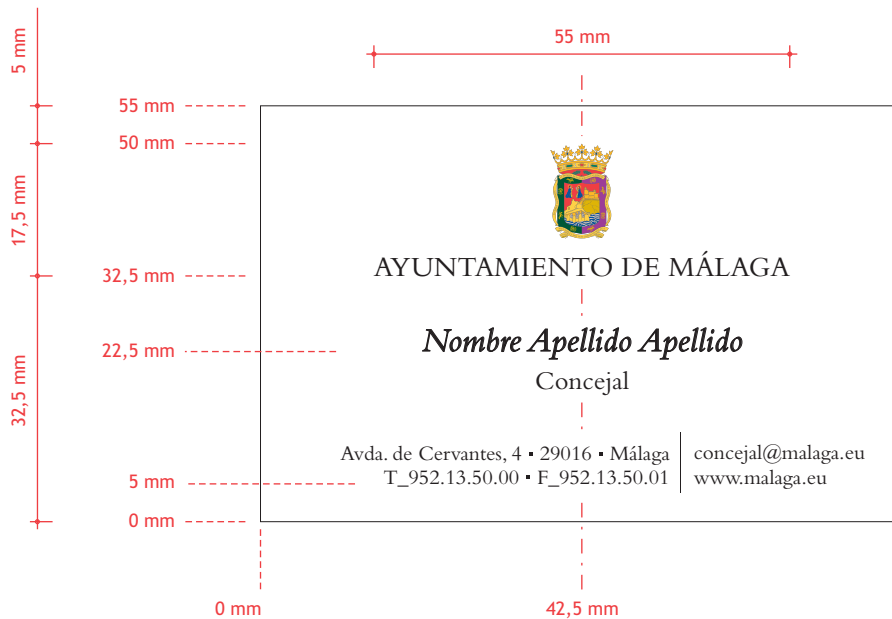 55 mm
5 mm
55 mm
50 mm
17,5 mm
AYUNTAMIENTO DE MÁLAGA
32,5 mm
Nombre Apellido Apellido
22,5 mm
Concejal
32,5 mm
Avda. de Cervantes, 4 ▪ 29016 ▪ Málaga
concejal@malaga.eu
T_952.13.50.00 ▪ F_952.13.50.01
www.malaga.eu
5 mm
0 mm
0 mm
42,5 mm